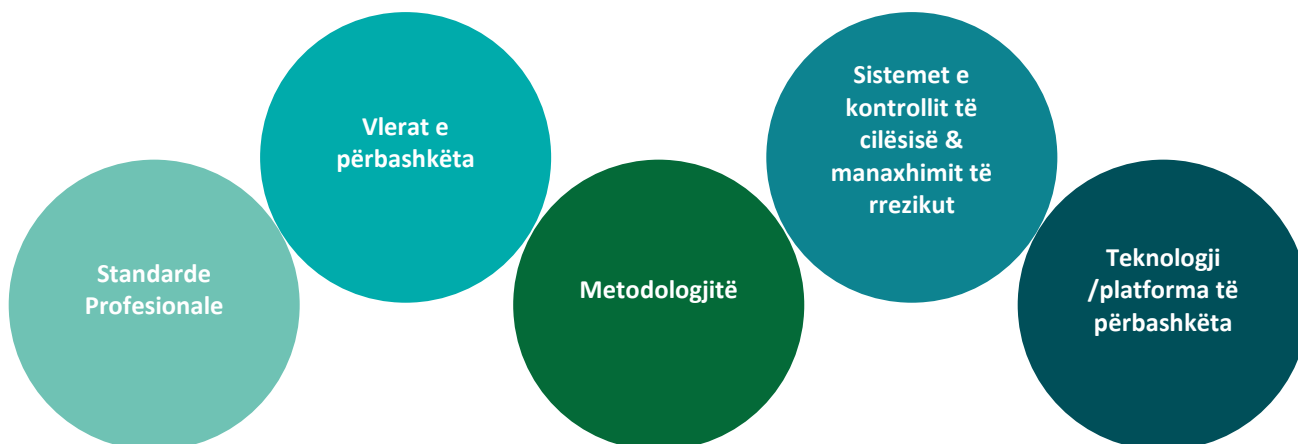 Standarde
Profesionale
Vlerat e
përbashkëta
Metodologjitë
Sistemet e
kontrollit të
cilësisë &
manaxhimit të
rrezikut
Teknologji
/platforma të
përbashkëta